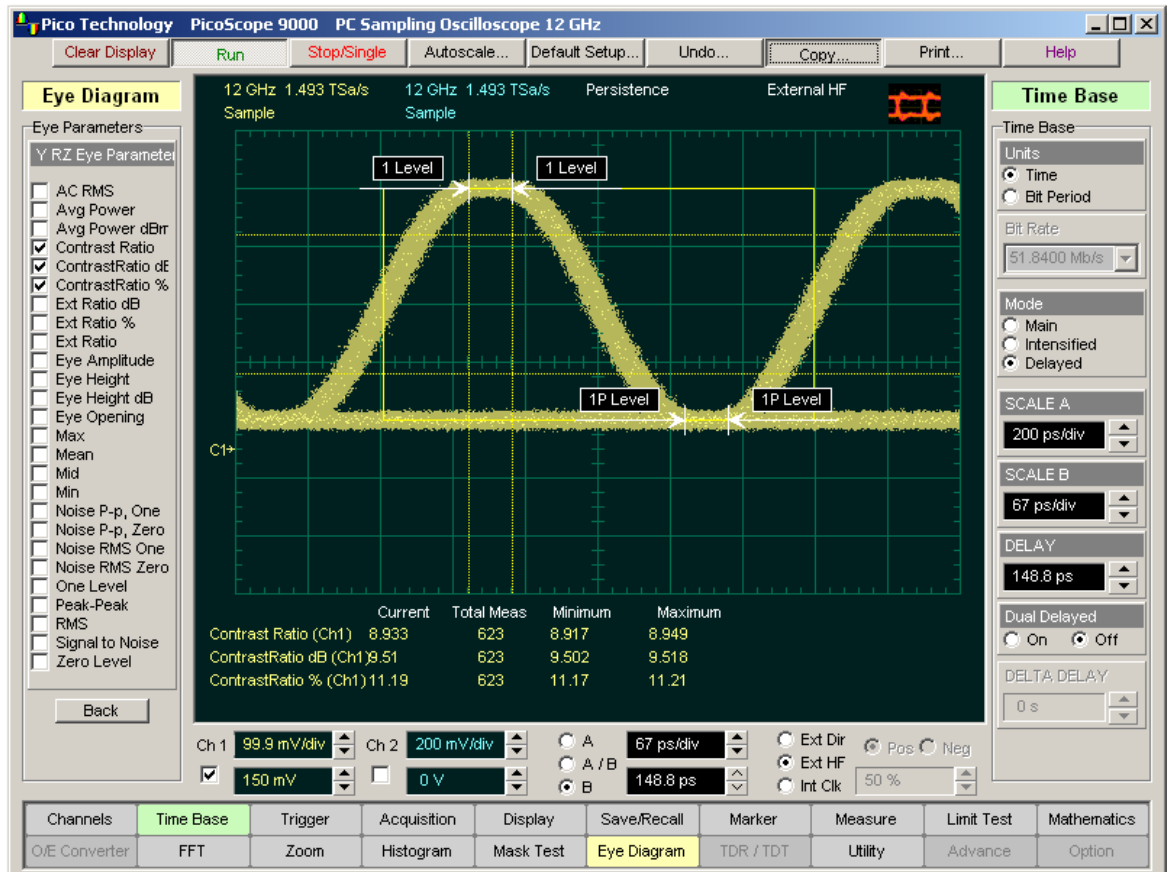 Pico Technology PicoScope 9000 PC Sampling Oscilloscope 12 GHz
Clear Display Run Stop/Single Autoscale... Default Setup... Undo... Copy... Print... Help
Eye Diagram
Eye Parameters
Y RZ Eye Parameter
AC RMS
Avg Power
Avg Power dBm
Contrast Ratio
ContrastRatio dE
ContrastRatio %
Ext Ratio dB
Ext Ratio %
Ext Ratio
Eye Amplitude
Eye Height
Eye Height dB
Eye Opening
Max
Mean
Mid
Min
Noise P-p, One
Noise P-p, Zero
Noise RMS One
Noise RMS Zero
One Level
Peak-Peak
RMS
Signal to Noise
Zero Level
Back
12 GHz 1.493 TSa/s 12 GHz 1.493 TSa/s Persistence External HF
Sample Sample
1 Level 1 Level
1P Level 1P Level
C1
Current Total Meas Minimum Maximum
Contrast Ratio (Ch1) 8.933 623 8.917 8.949
ContrastRatio dB (Ch1) 9.51 623 9.502 9.518
ContrastRatio % (Ch1) 11.19 623 11.17 11.21
Time Base
Time Base
Units
Time
Bit Period
Bit Rate
51.8400 Mb/s
Mode
Main
Intensified
Delayed
SCALE A
200 ps/div
SCALE B
67 ps/div
DELAY
148.8 ps
Dual Delayed
On Off
DELTA DELAY
0 s
Ch 1 99.9 mV/div Ch 2 200 mV/div A 67 ps/div Ext Dir Pos Neg
A / B Ext HF
150 mV 0 V B 148.8 ps Int Clk 50 %
Channels Time Base Trigger Acquisition Display Save/Recall Marker Measure Limit Test Mathematics
O/E Converter FFT Zoom Histogram Mask Test Eye Diagram TDR / TDT Utility Advance Option